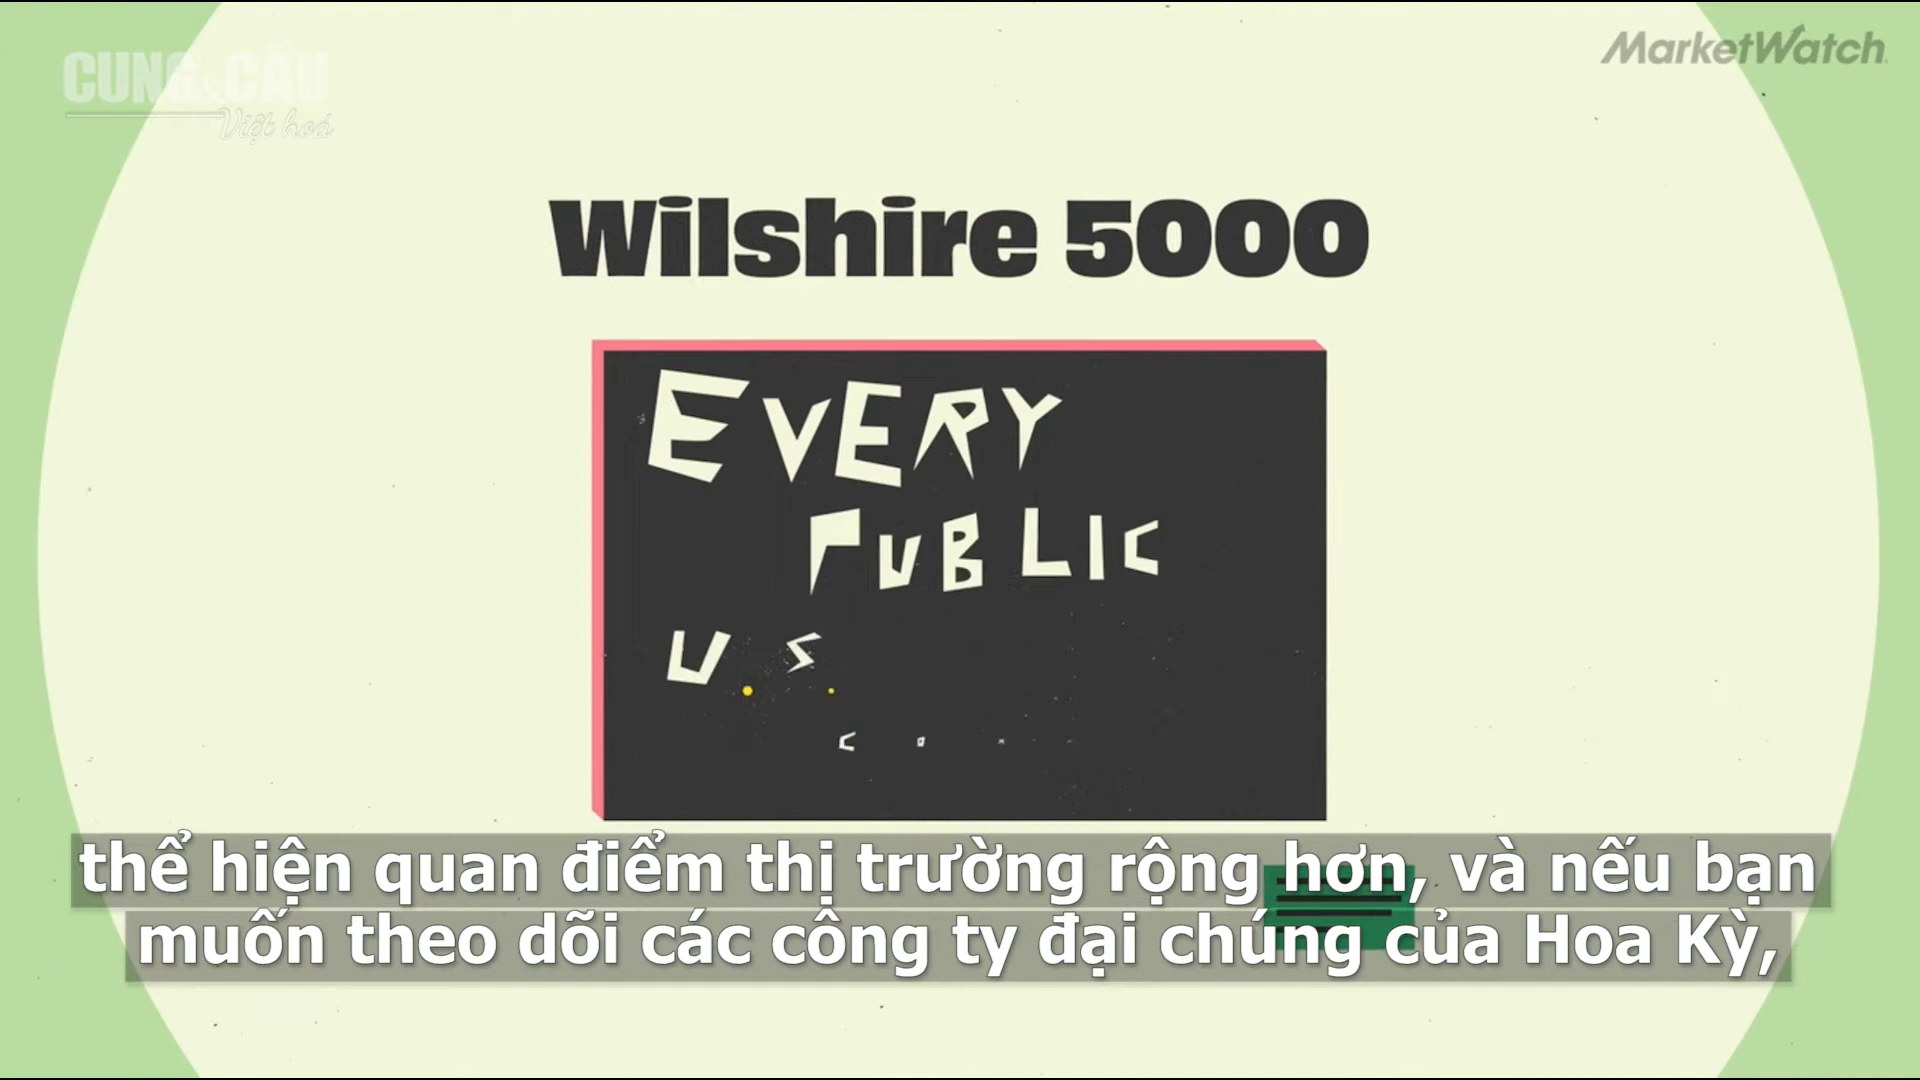 CUNG&CẦU
Việt hoá
MarketWatch
Wilshire 5000
EVERY
PUBLIC
U.S.
thể hiện quan điểm thị trường rộng hơn, và nếu bạn
muốn theo dõi các công ty đại chúng của Hoa Kỳ,